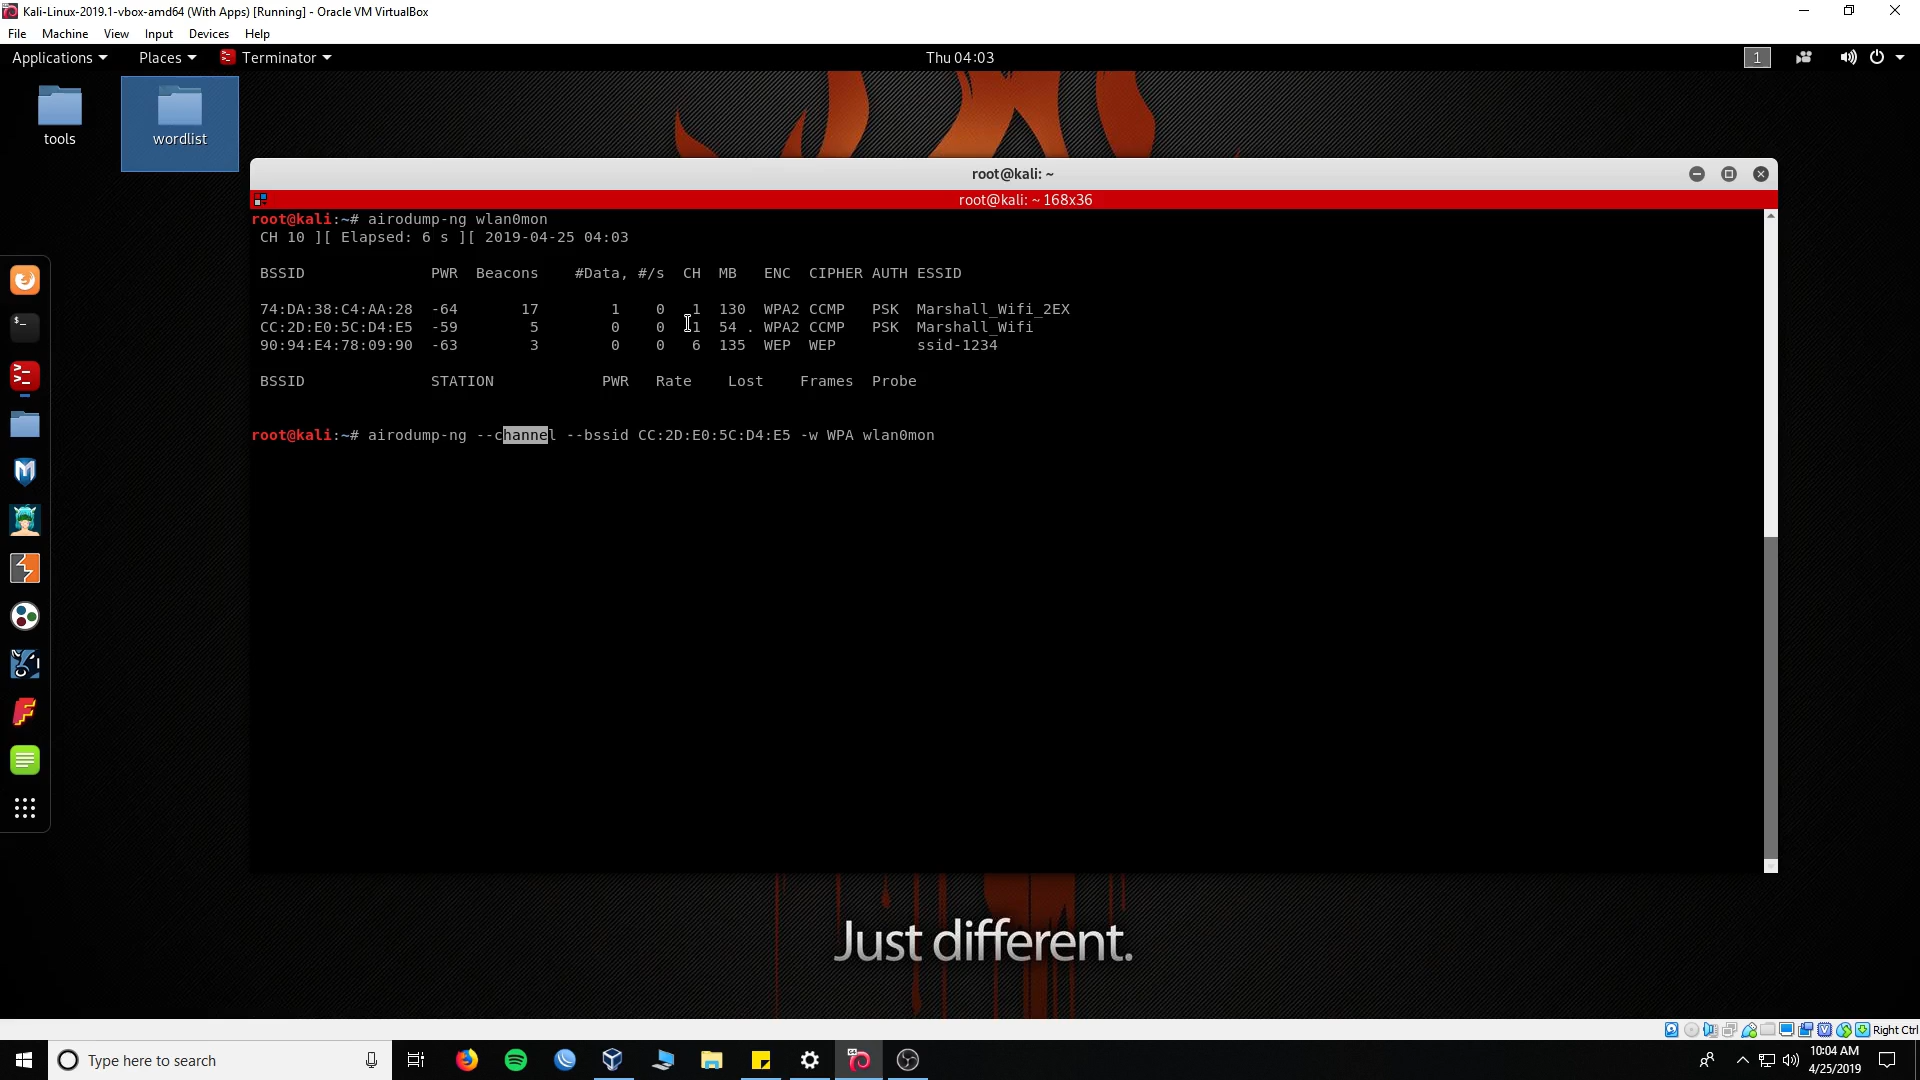 Kali-Linux-2019.1-vbox-amd64 (With Apps) [Running] - Oracle VM VirtualBox
File Machine View Input Devices Help
Applications Places Terminator Thu 04:03 1
tools wordlist
root@kali: ~
root@kali: ~ 168x36
root@kali:~# airodump-ng wlan0mon
CH 10 ][ Elapsed: 6 s ][ 2019-04-25 04:03
BSSID PWR Beacons #Data, #/s CH MB ENC CIPHER AUTH ESSID
74:DA:38:C4:AA:28 -64 17 1 0 1 130 WPA2 CCMP PSK Marshall_Wifi_2EX
CC:2D:E0:5C:D4:E5 -59 5 0 0 54 . WPA2 CCMP PSK Marshall_Wifi
90:94:E4:78:09:90 -63 3 0 0 6 135 WEP WEP ssid-1234
BSSID STATION PWR Rate Lost Frames Probe
root@kali:~# airodump-ng --channel --bssid CC:2D:E0:5C:D4:E5 -w WPA wlan0mon
Just different.
Right Ctrl
Type here to search
10:04 AM
4/25/2019